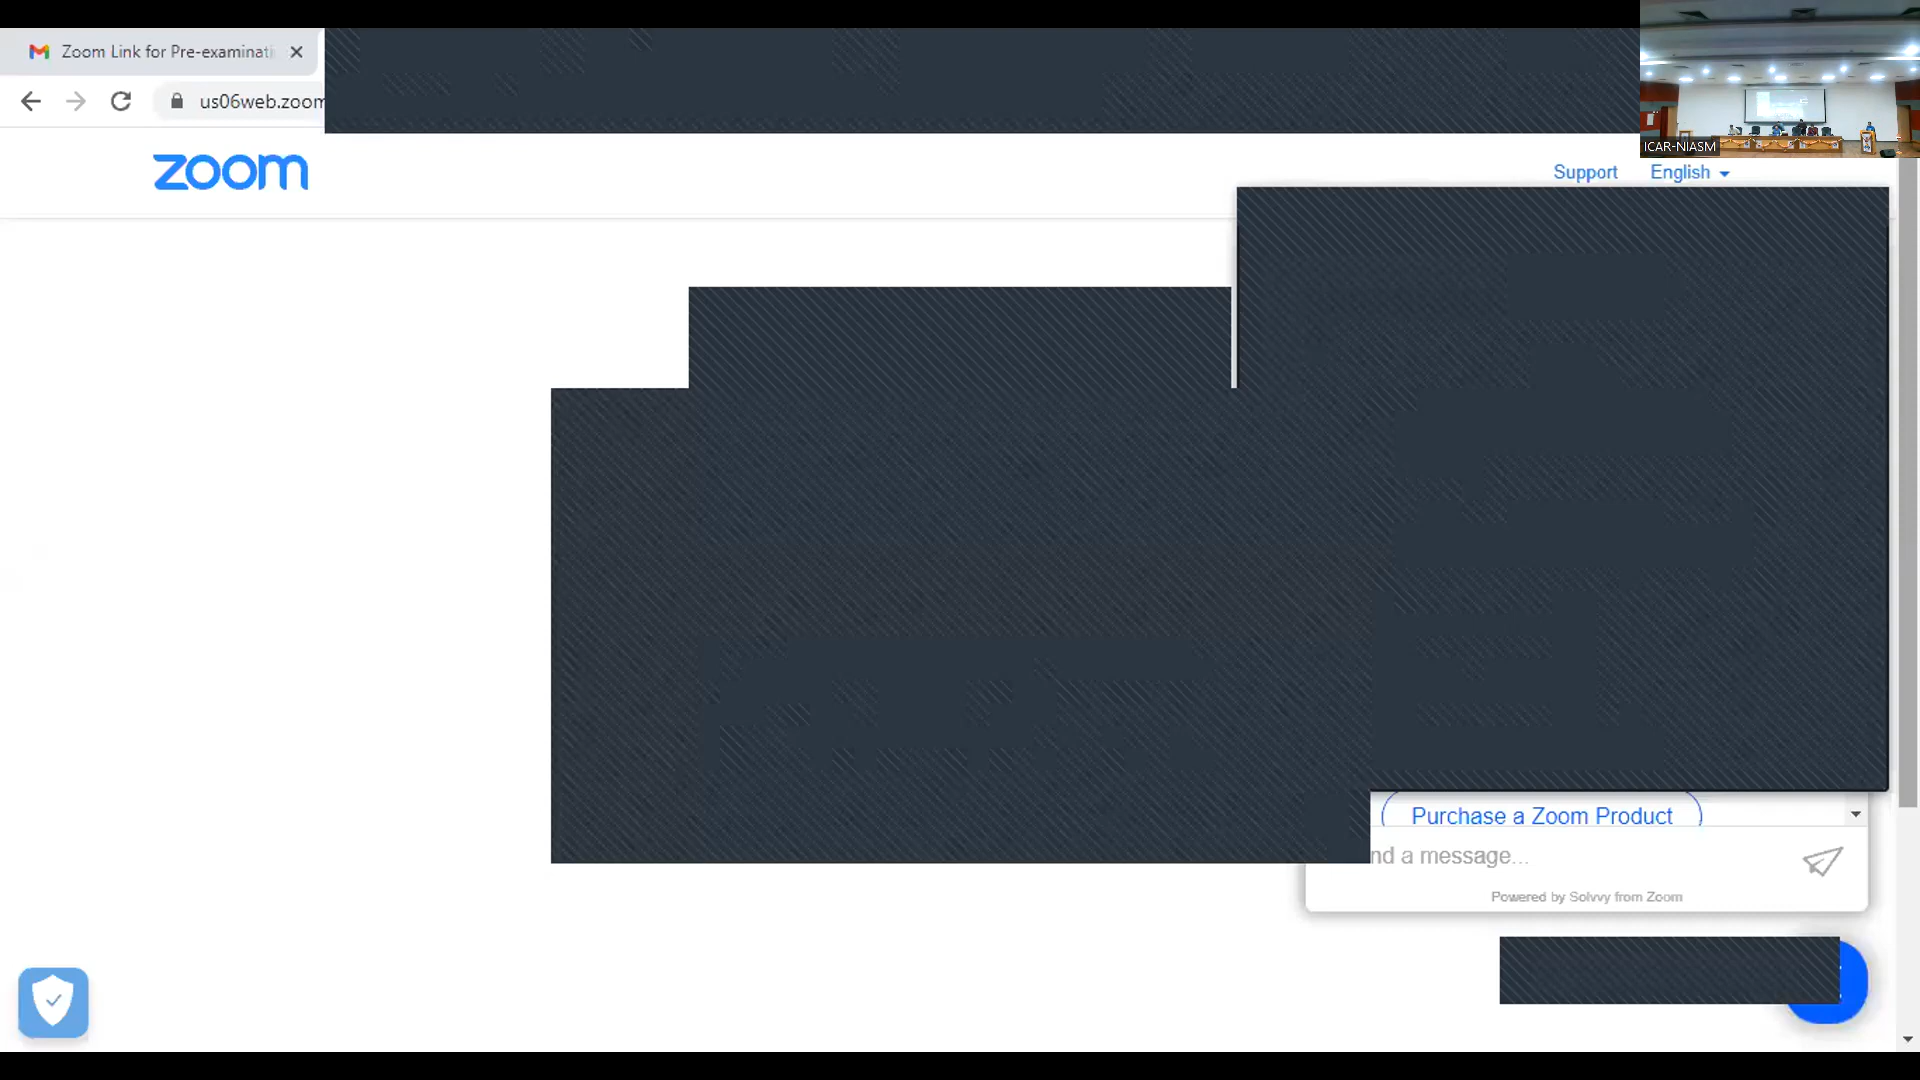 Zoom Link for Pre-examinati
us06web.zoom
ICAR-NIASM
zoom
Support
English
Purchase a Zoom Product
nd a message...
Powered by Solvvy from Zoom